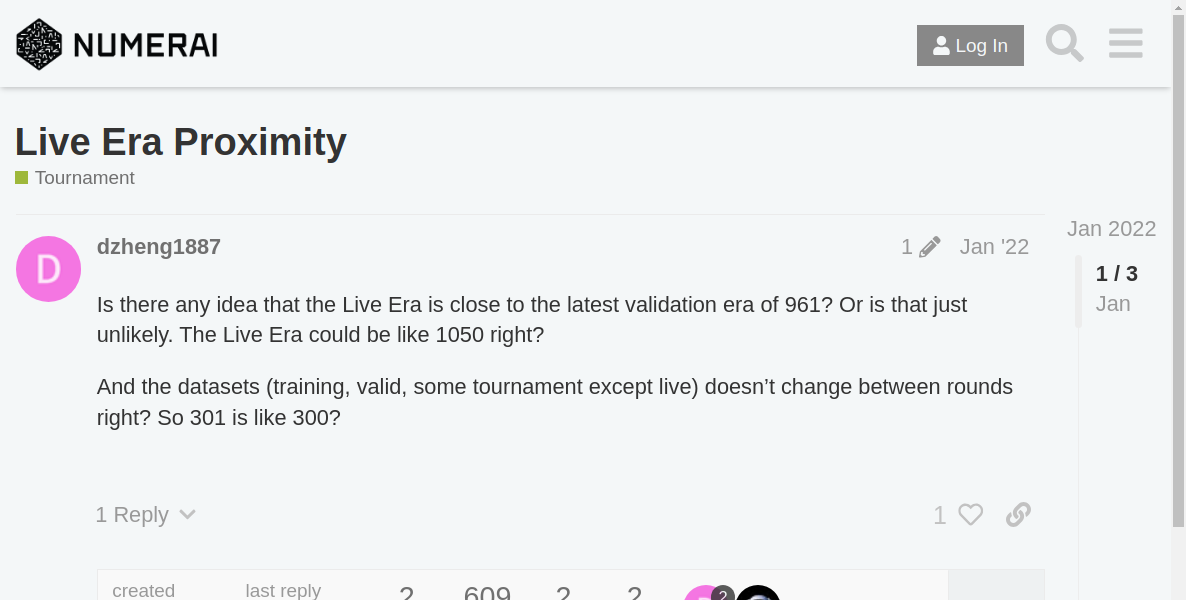 NUMERAI
Log In
Live Era Proximity
Tournament
Jan 2022
D
dzheng1887
1
Jan '22
1 / 3
Jan
Is there any idea that the Live Era is close to the latest validation era of 961? Or is that just
unlikely. The Live Era could be like 1050 right?
And the datasets (training, valid, some tournament except live) doesn’t change between rounds
right? So 301 is like 300?
1 Reply
1
created
last reply
2
609
2
2
2